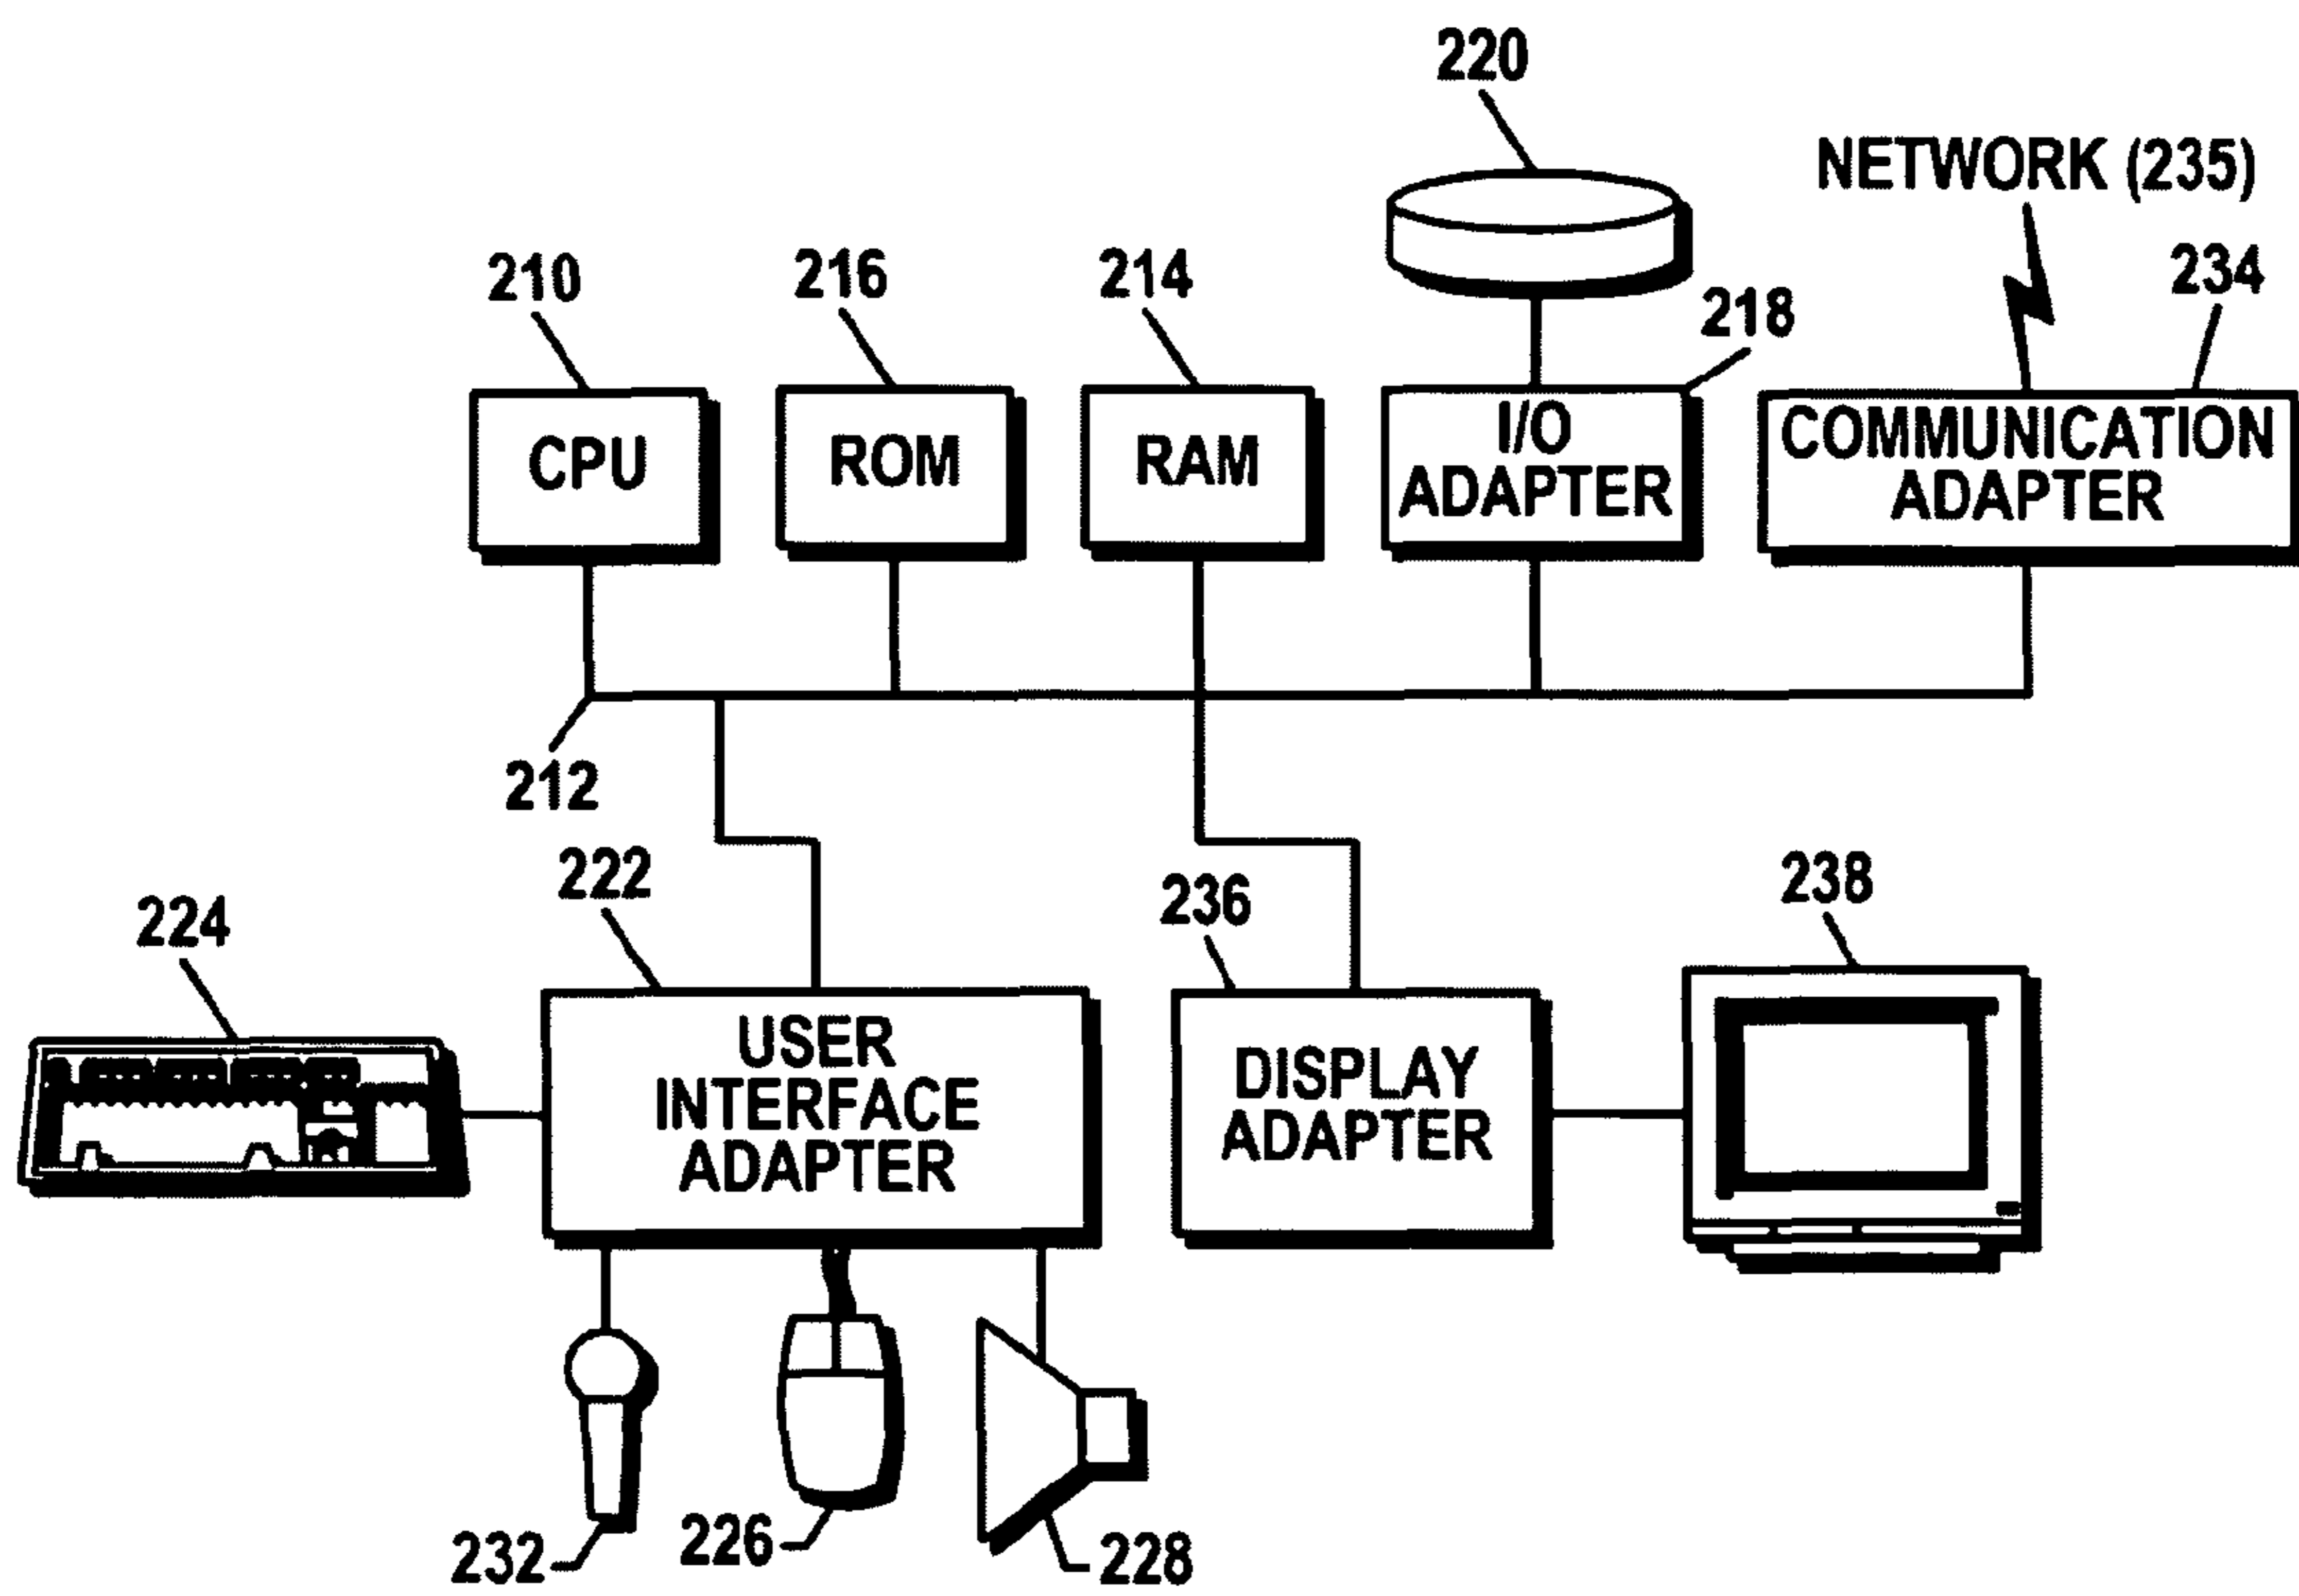 220
NETWORK (235)
210
216
214
218
234
CPU
ROM
RAM
I/O
ADAPTER
COMMUNICATION
ADAPTER
212
222
224
236
238
USER
INTERFACE
ADAPTER
DISPLAY
ADAPTER
232
226
228